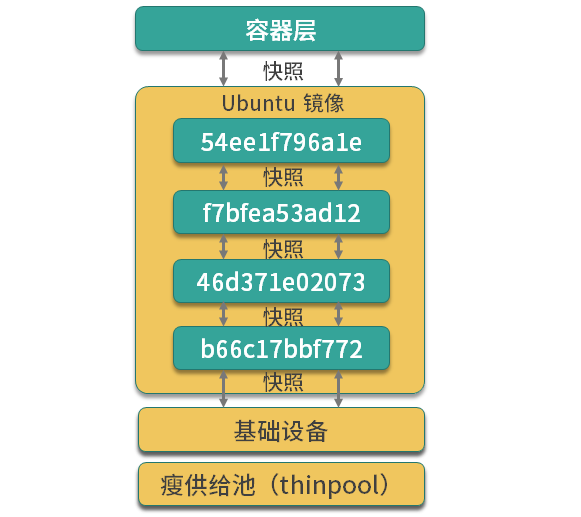 容器层
快照
Ubuntu 镜像
54ee1f796a1e
快照
f7bfea53ad12
快照
46d371e02073
快照
b66c17bbf772
快照
基础设备
瘦供给池（thinpool）